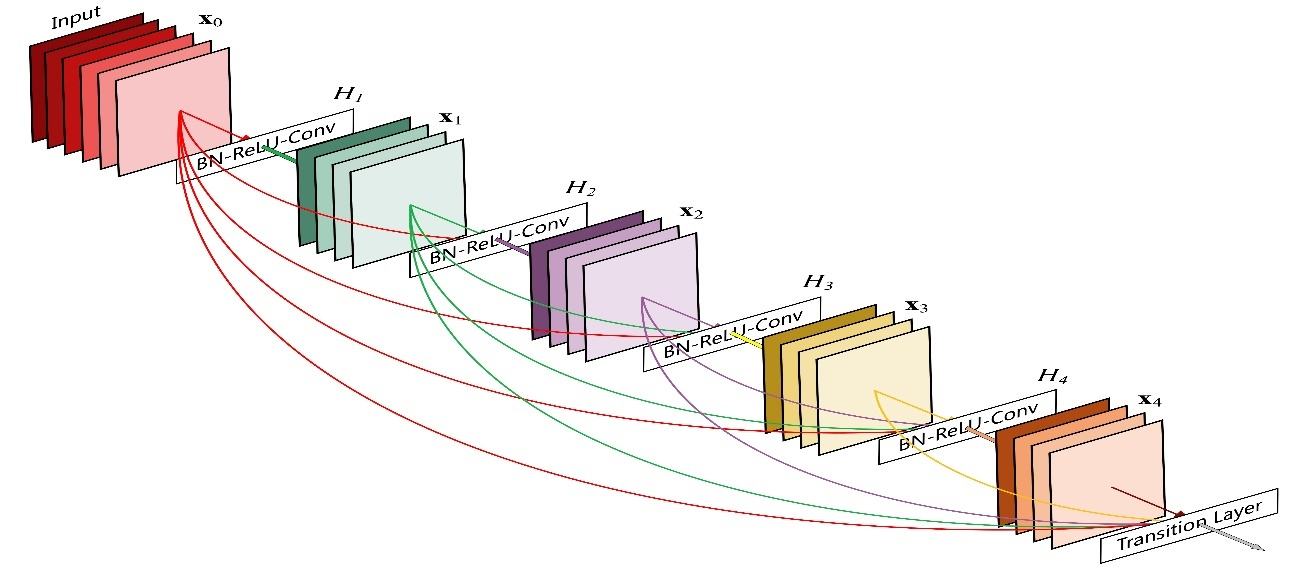 Input
x₀
H₁
BN-ReLU-Conv
x₁
H₂
BN-ReLU-Conv
x₂
H₃
BN-ReLU-Conv
x₃
H₄
BN-ReLU-Conv
x₄
Transition Layer